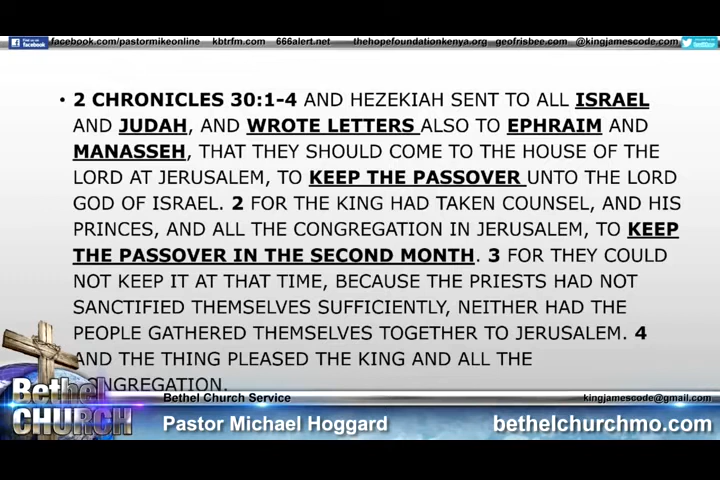 facebook.com/pastormikeonline kbtrfm.com 666alert.net thehopefoundationkenya.org geofrisbee.com @kingjamescode.com
• 2 CHRONICLES 30:1-4 AND HEZEKIAH SENT TO ALL ISRAEL
AND JUDAH, AND WROTE LETTERS ALSO TO EPHRAIM AND
MANASSEH, THAT THEY SHOULD COME TO THE HOUSE OF THE
LORD AT JERUSALEM, TO KEEP THE PASSOVER UNTO THE LORD
GOD OF ISRAEL. 2 FOR THE KING HAD TAKEN COUNSEL, AND HIS
PRINCES, AND ALL THE CONGREGATION IN JERUSALEM, TO KEEP
THE PASSOVER IN THE SECOND MONTH. 3 FOR THEY COULD
NOT KEEP IT AT THAT TIME, BECAUSE THE PRIESTS HAD NOT
SANCTIFIED THEMSELVES SUFFICIENTLY, NEITHER HAD THE
PEOPLE GATHERED THEMSELVES TOGETHER TO JERUSALEM. 4
AND THE THING PLEASED THE KING AND ALL THE
NGREGATION.
Bethel
CHURCH
Bethel Church Service kingjamescode@gmail.com
Pastor Michael Hoggard bethelchurchmo.com